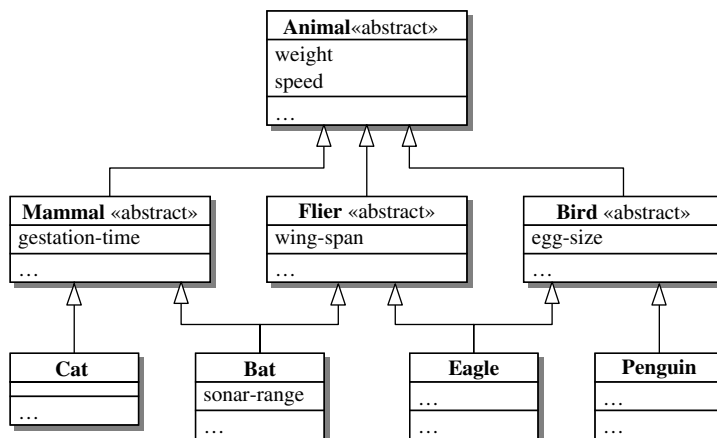 Animal«abstract»
weight
speed
…
Mammal «abstract»
gestation-time
…
Flier «abstract»
wing-span
…
Bird «abstract»
egg-size
…
Cat
…
Bat
sonar-range
…
Eagle
…
…
Penguin
…
…